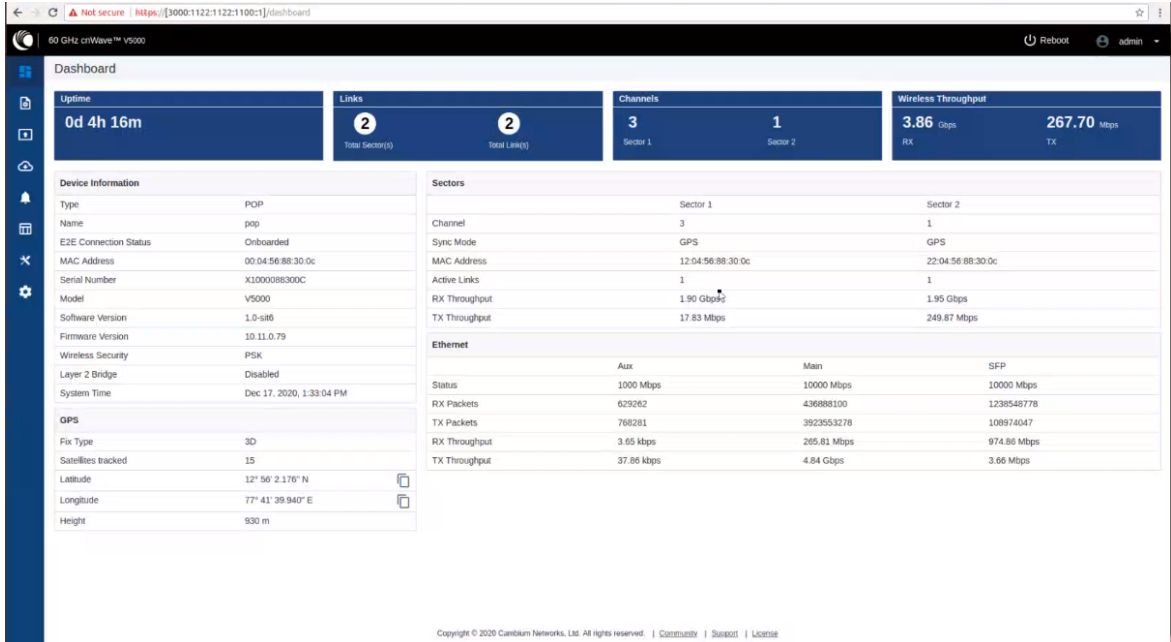 Not secure | https://[3000:1122:1122:1100::1]/dashboard
60 GHz cnWave™ V5000 Reboot admin
Dashboard
Uptime Links Channels Wireless Throughput
0d 4h 16m 2 2 3 1 3.86 Gbps 267.70 Mbps
Total Sector(s) Total Link(s) Sector 1 Sector 2 RX TX
Device Information
Type POP
Name pop
E2E Connection Status Onboarded
MAC Address 00:04:56:88:30:0c
Serial Number X1000088300C
Model V5000
Software Version 1.0-sit6
Firmware Version 10.11.0.79
Wireless Security PSK
Layer 2 Bridge Disabled
System Time Dec 17, 2020, 1:33:04 PM
GPS
Fix Type 3D
Satellites tracked 15
Latitude 12° 56' 2.176" N
Longitude 77° 41' 39.940" E
Height 930 m
Sectors
Sector 1 Sector 2
Channel 3 1
Sync Mode GPS GPS
MAC Address 12:04:56:88:30:0c 22:04:56:88:30:0c
Active Links 1 1
RX Throughput 1.90 Gbps 1.95 Gbps
TX Throughput 17.83 Mbps 249.87 Mbps
Ethernet
Aux Main SFP
Status 1000 Mbps 10000 Mbps 10000 Mbps
RX Packets 629262 436888100 1238548778
TX Packets 768281 3923553278 108974047
RX Throughput 3.65 kbps 265.81 Mbps 974.86 Mbps
TX Throughput 37.86 kbps 4.84 Gbps 3.66 Mbps
Copyright © 2020 Cambium Networks, Ltd. All rights reserved. | Community | Support | License